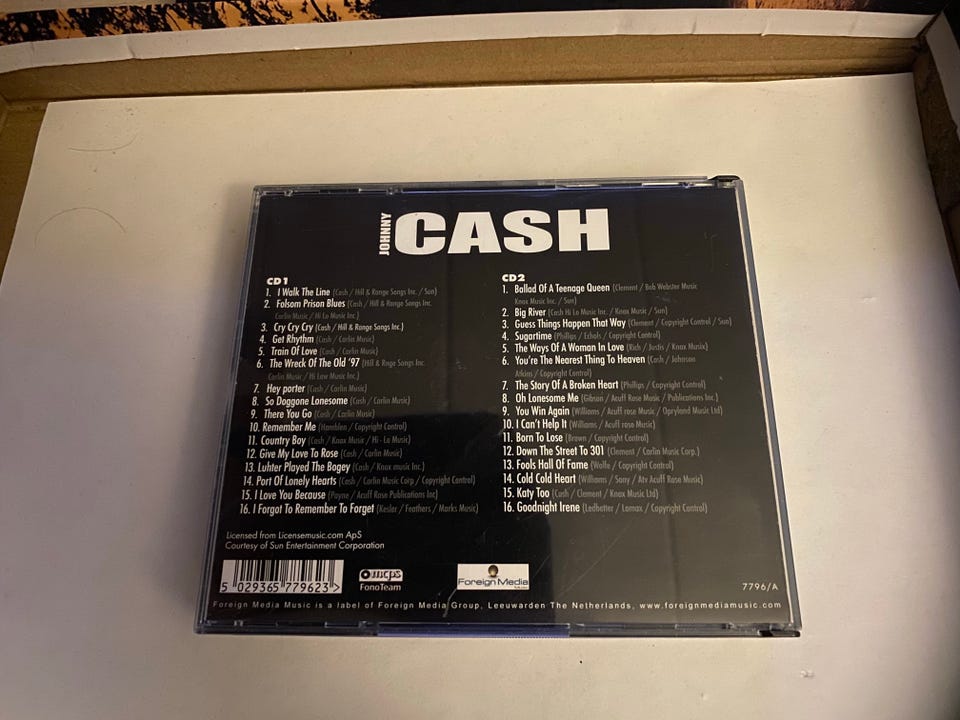 JOHNNY CASH
CD1
1. I Walk The Line (Cash / Hill & Range Songs Inc. / Sun)
2. Folsom Prison Blues (Cash / Hill & Range Songs Inc.
Carlin Music / Hi Lo Music Inc.)
3. Cry Cry Cry (Cash / Hill & Range Songs Inc.)
4. Get Rhythm (Cash / Carlin Music)
5. Train Of Love (Cash / Carlin Music)
6. The Wreck Of The Old '97 (Hill & Rnge Songs Inc.
Carlin Music / Hi Low Music Inc.)
7. Hey porter (Cash / Carlin Music)
8. So Doggone Lonesome (Cash / Carlin Music)
9. There You Go (Cash / Carlin Music)
10. Remember Me (Hamblen / Copyright Control)
11. Country Boy (Cash / Knox Music / Hi - Lo Music)
12. Give My Love To Rose (Cash / Carlin Music)
13. Luhter Played The Bogey (Cash / Knox music Inc.)
14. Port Of Lonely Hearts (Cash / Carlin Music Corp / Copyright Control)
15. I Love You Because (Payne / Acuff Rose Publications Inc)
16. I Forgot To Remember To Forget (Kesler / Feathers / Marks Music)
CD2
1. Ballad Of A Teenage Queen (Clement / Bob Webster Music
Knox Music Inc. / Sun)
2. Big River (Cash Hi Lo Music Inc. / Knox Music / Sun)
3. Guess Things Happen That Way (Clement / Copyright Control / Sun)
4. Sugartime (Phillips / Echols / Copyright Control)
5. The Ways Of A Woman In Love (Rich / Justis / Knox Musix)
6. You're The Nearest Thing To Heaven (Cash / Johnson
Atkins / Copyright Control)
7. The Story Of A Broken Heart (Phillips / Copyright Control)
8. Oh Lonesome Me (Gibson / Acuff Rose Music / Publications Inc.)
9. You Win Again (Williams / Acuff rose Music / Opryland Music Ltd)
10. I Can't Help It (Williams / Acuff rose Music)
11. Born To Lose (Brown / Copyright Control)
12. Down The Street To 301 (Clement / Carlin Music Corp.)
13. Fools Hall Of Fame (Wolfe / Copyright Control)
14. Cold Cold Heart (Williams / Sony / Atv Acuff Rose Music)
15. Katy Too (Cash / Clement / Knox Music Ltd)
16. Goodnight Irene (Ledbetter / Lomax / Copyright Control)
Licensed from Licensemusic.com ApS
Courtesy of Sun Entertainment Corporation
5 029365 779623 >
mcps
FonoTeam
Foreign Media
7796/A
Foreign Media Music is a label of Foreign Media Group, Leeuwarden The Netherlands, www.foreignmediamusic.com